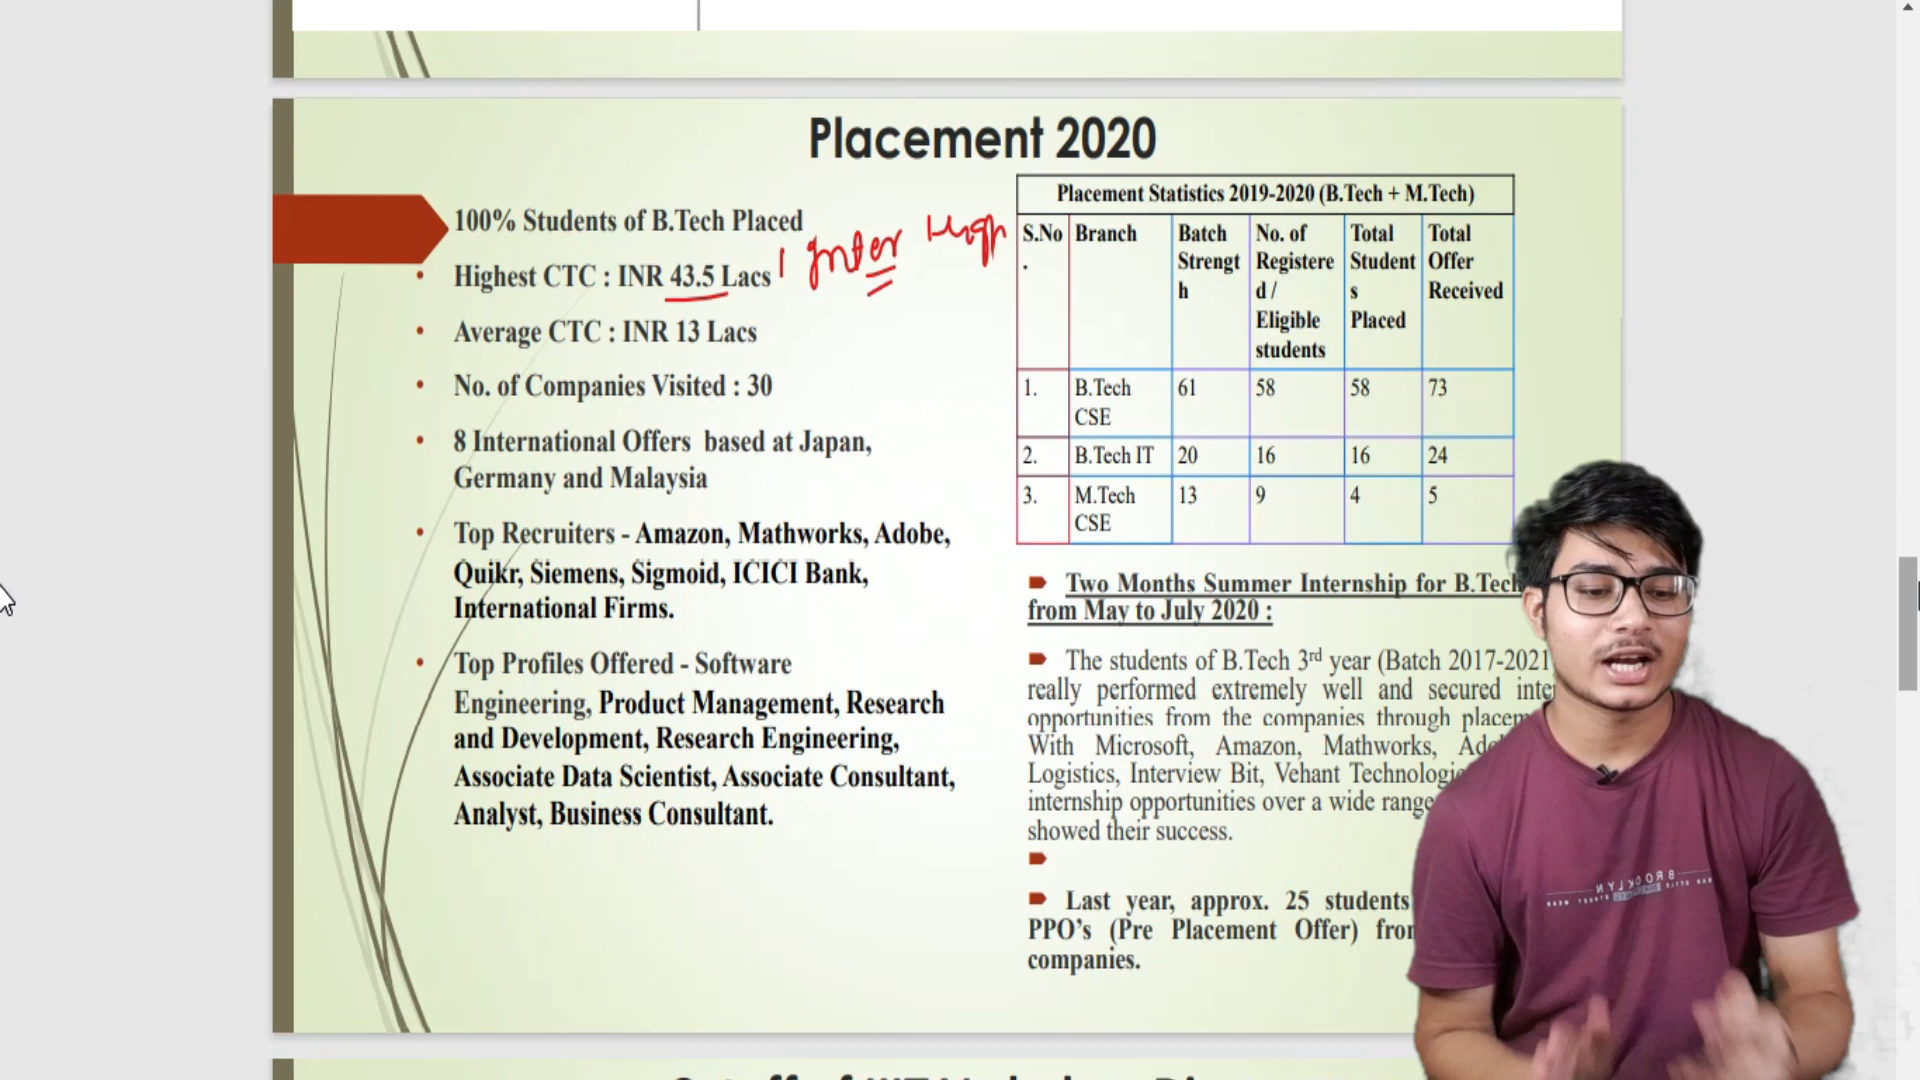 Placement 2020
100% Students of B.Tech Placed
Highest CTC : INR 43.5 Lacs
Average CTC : INR 13 Lacs
No. of Companies Visited : 30
8 International Offers based at Japan,
Germany and Malaysia
Top Recruiters - Amazon, Mathworks, Adobe,
Quikr, Siemens, Sigmoid, ICICI Bank,
International Firms.
Top Profiles Offered - Software
Engineering, Product Management, Research
and Development, Research Engineering,
Associate Data Scientist, Associate Consultant,
Analyst, Business Consultant.
Placement Statistics 2019-2020 (B.Tech + M.Tech)
S.No. Branch Batch Strength No. of Registered / Eligible students Total Students Placed Total Offer Received
1. B.Tech CSE 61 58 58 73
2. B.Tech IT 20 16 16 24
3. M.Tech CSE 13 9 4 5
Two Months Summer Internship for B.Tech
from May to July 2020 :
The students of B.Tech 3rd year (Batch 2017-2021
really performed extremely well and secured
opportunities from the companies through
With Microsoft, Amazon, Mathworks,
Logistics, Interview Bit, Vehant
internship opportunities over a wide range
showed their success.
Last year, approx. 25 students
PPO's (Pre Placement Offer)
companies.
BROOKLYN